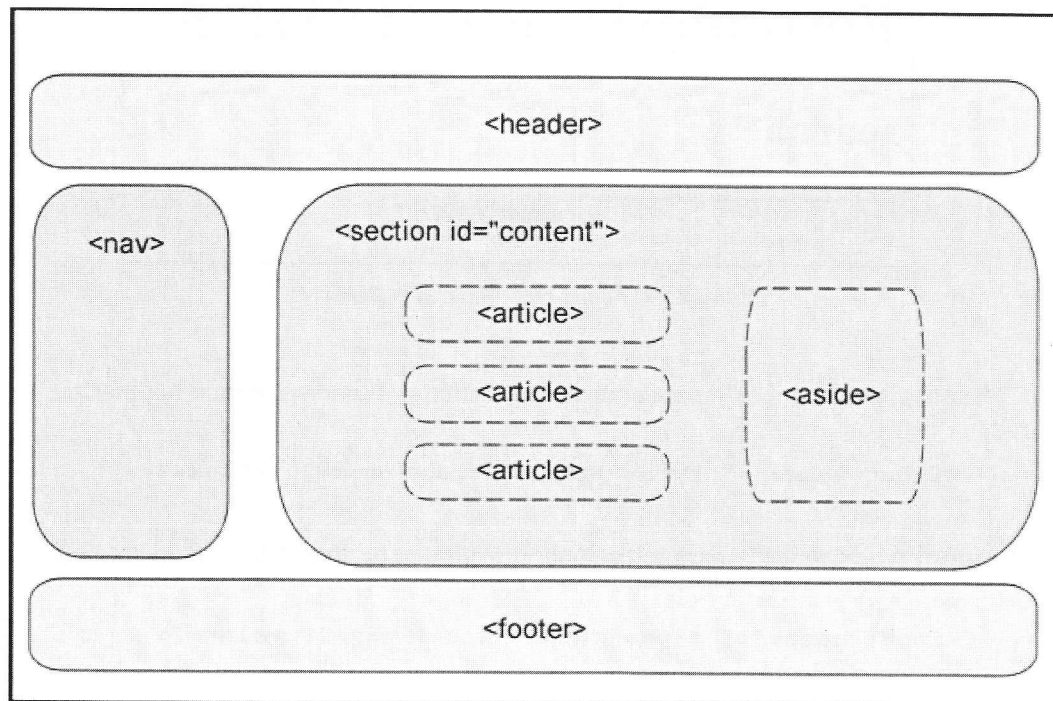 <header>
<nav>
<section id="content">
<article>
<article>
<article>
<aside>
<footer>